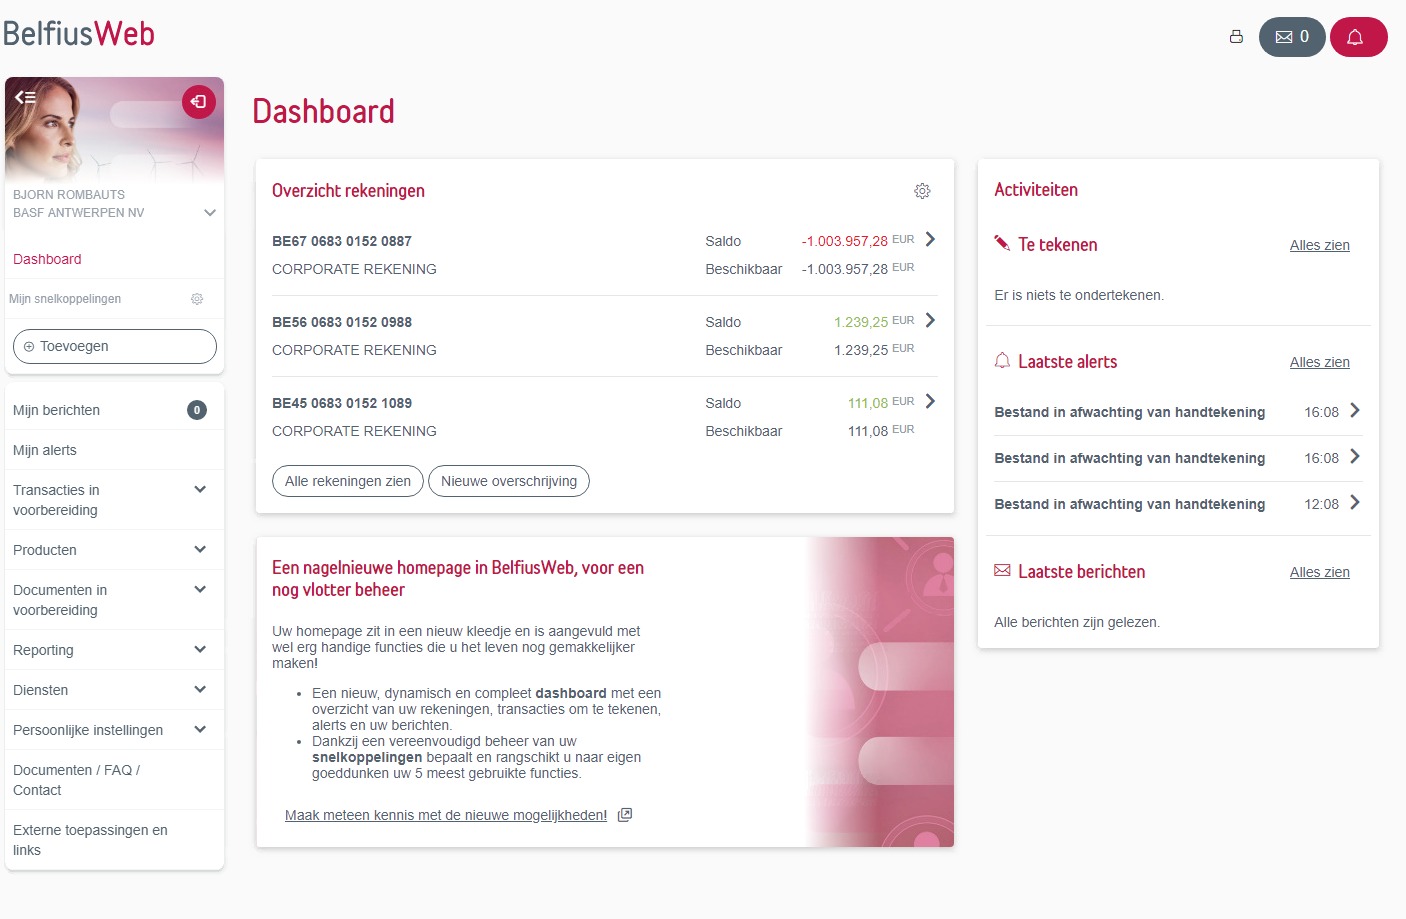 BelfiusWeb
0
BJORN ROMBAUTS
BASF ANTWERPEN NV
Dashboard
Mijn snelkoppelingen
Toevoegen
Mijn berichten 0
Mijn alerts
Transacties in
voorbereiding
Producten
Documenten in
voorbereiding
Reporting
Diensten
Persoonlijke instellingen
Documenten / FAQ /
Contact
Externe toepassingen en
links
Dashboard
Overzicht rekeningen
BE67 0683 0152 0887 Saldo -1.003.957,28 EUR
CORPORATE REKENING Beschikbaar -1.003.957,28 EUR
BE56 0683 0152 0988 Saldo 1.239,25 EUR
CORPORATE REKENING Beschikbaar 1.239,25 EUR
BE45 0683 0152 1089 Saldo 111,08 EUR
CORPORATE REKENING Beschikbaar 111,08 EUR
Alle rekeningen zien Nieuwe overschrijving
Een nagelnieuwe homepage in BelfiusWeb, voor een
nog vlotter beheer
Uw homepage zit in een nieuw kleedje en is aangevuld met
wel erg handige functies die u het leven nog gemakkelijker
maken!
• Een nieuw, dynamisch en compleet dashboard met een
overzicht van uw rekeningen, transacties om te tekenen,
alerts en uw berichten.
• Dankzij een vereenvoudigd beheer van uw
snelkoppelingen bepaalt en rangschikt u naar eigen
goeddunken uw 5 meest gebruikte functies.
Maak meteen kennis met de nieuwe mogelijkheden!
Activiteiten
Te tekenen Alles zien
Er is niets te ondertekenen.
Laatste alerts Alles zien
Bestand in afwachting van handtekening 16:08
Bestand in afwachting van handtekening 16:08
Bestand in afwachting van handtekening 12:08
Laatste berichten Alles zien
Alle berichten zijn gelezen.